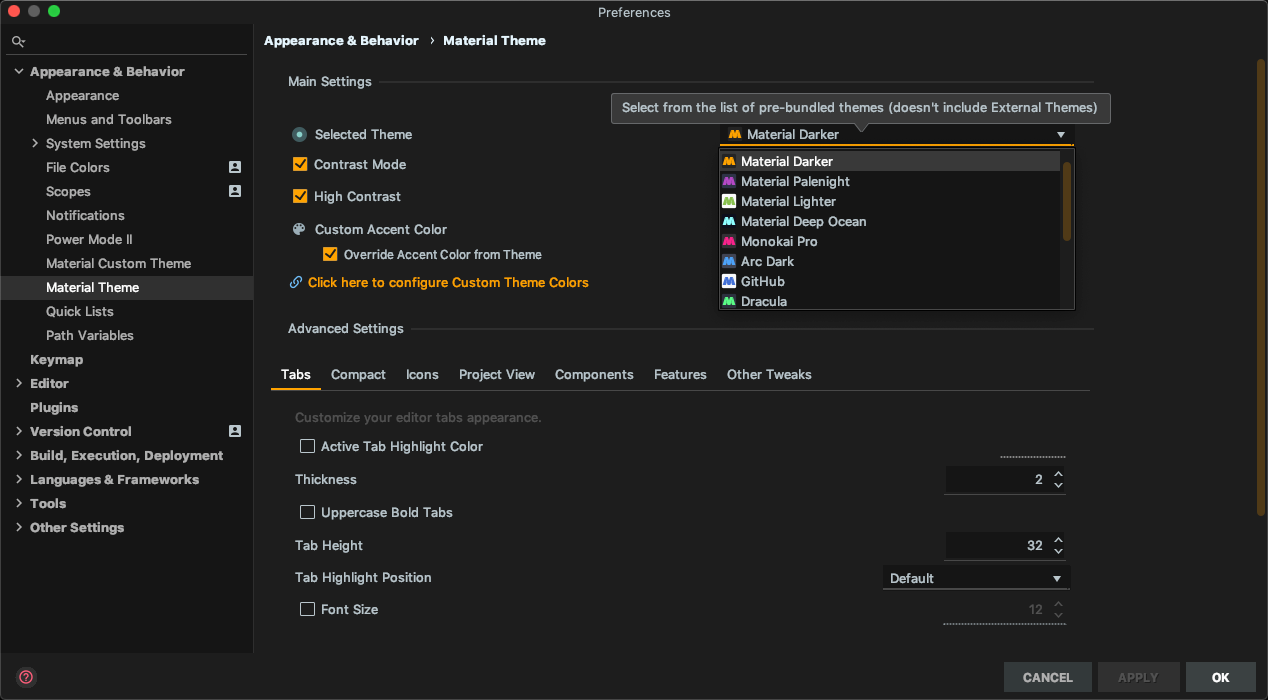 Preferences
Appearance & Behavior › Material Theme
Appearance & Behavior
Appearance
Menus and Toolbars
System Settings
File Colors
Scopes
Notifications
Power Mode II
Material Custom Theme
Material Theme
Quick Lists
Path Variables
Keymap
Editor
Plugins
Version Control
Build, Execution, Deployment
Languages & Frameworks
Tools
Other Settings
Main Settings
Select from the list of pre-bundled themes (doesn't include External Themes)
Selected Theme
Material Darker
Contrast Mode
High Contrast
Custom Accent Color
Override Accent Color from Theme
Click here to configure Custom Theme Colors
Material Darker
Material Palenight
Material Lighter
Material Deep Ocean
Monokai Pro
Arc Dark
GitHub
Dracula
Advanced Settings
Tabs Compact Icons Project View Components Features Other Tweaks
Customize your editor tabs appearance.
Active Tab Highlight Color
Thickness 2
Uppercase Bold Tabs
Tab Height 32
Tab Highlight Position Default
Font Size 12
? CANCEL APPLY OK